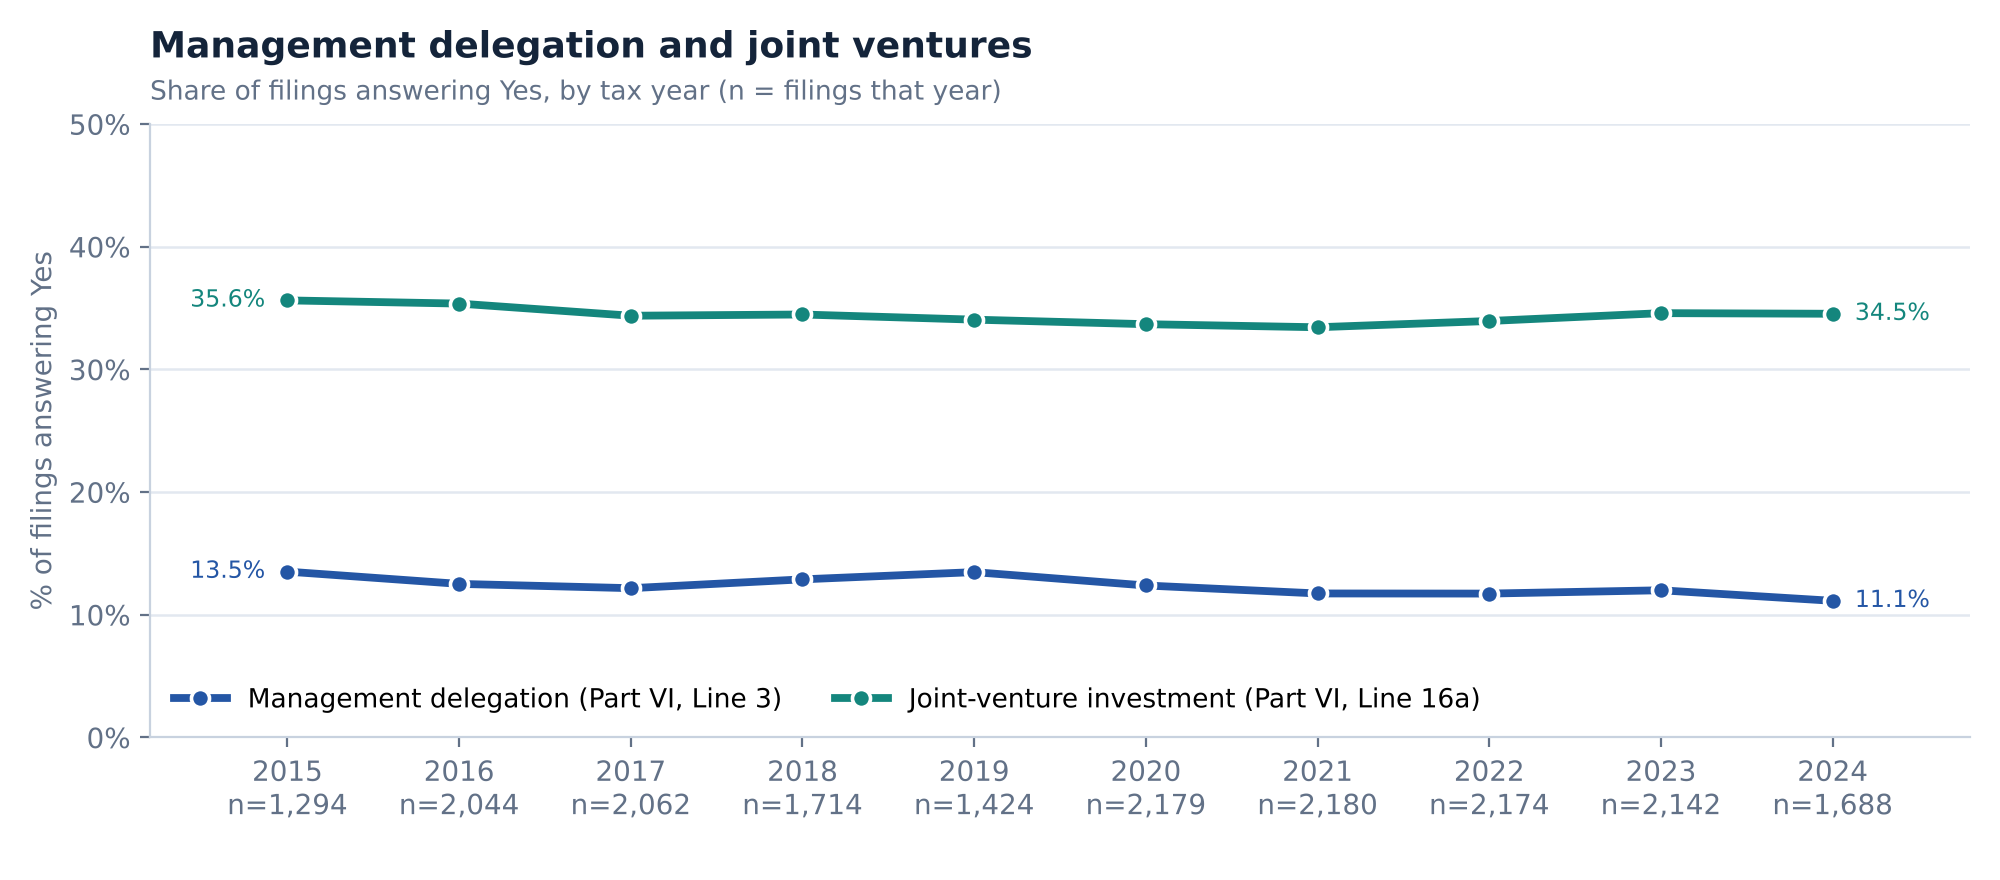 Management delegation and joint ventures
Share of filings answering Yes, by tax year (n = filings that year)
% of filings answering Yes
50%
40%
30%
20%
10%
0%
35.6%
34.5%
13.5%
11.1%
Management delegation (Part VI, Line 3)
Joint-venture investment (Part VI, Line 16a)
2015 2016 2017 2018 2019 2020 2021 2022 2023 2024
n=1,294 n=2,044 n=2,062 n=1,714 n=1,424 n=2,179 n=2,180 n=2,174 n=2,142 n=1,688